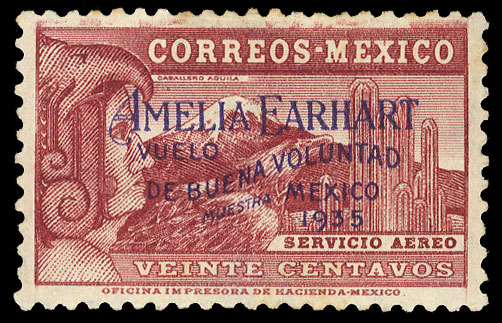 CORREOS-MEXICO
CABALLERO AGUILA
AMELIA EARHART
VUELO
DE BUENA VOLUNTAD
MUESTRA MEXICO
1935
SERVICIO AEREO
VEINTE CENTAVOS
OFICINA IMPRESORA DE HACIENDA-MEXICO.